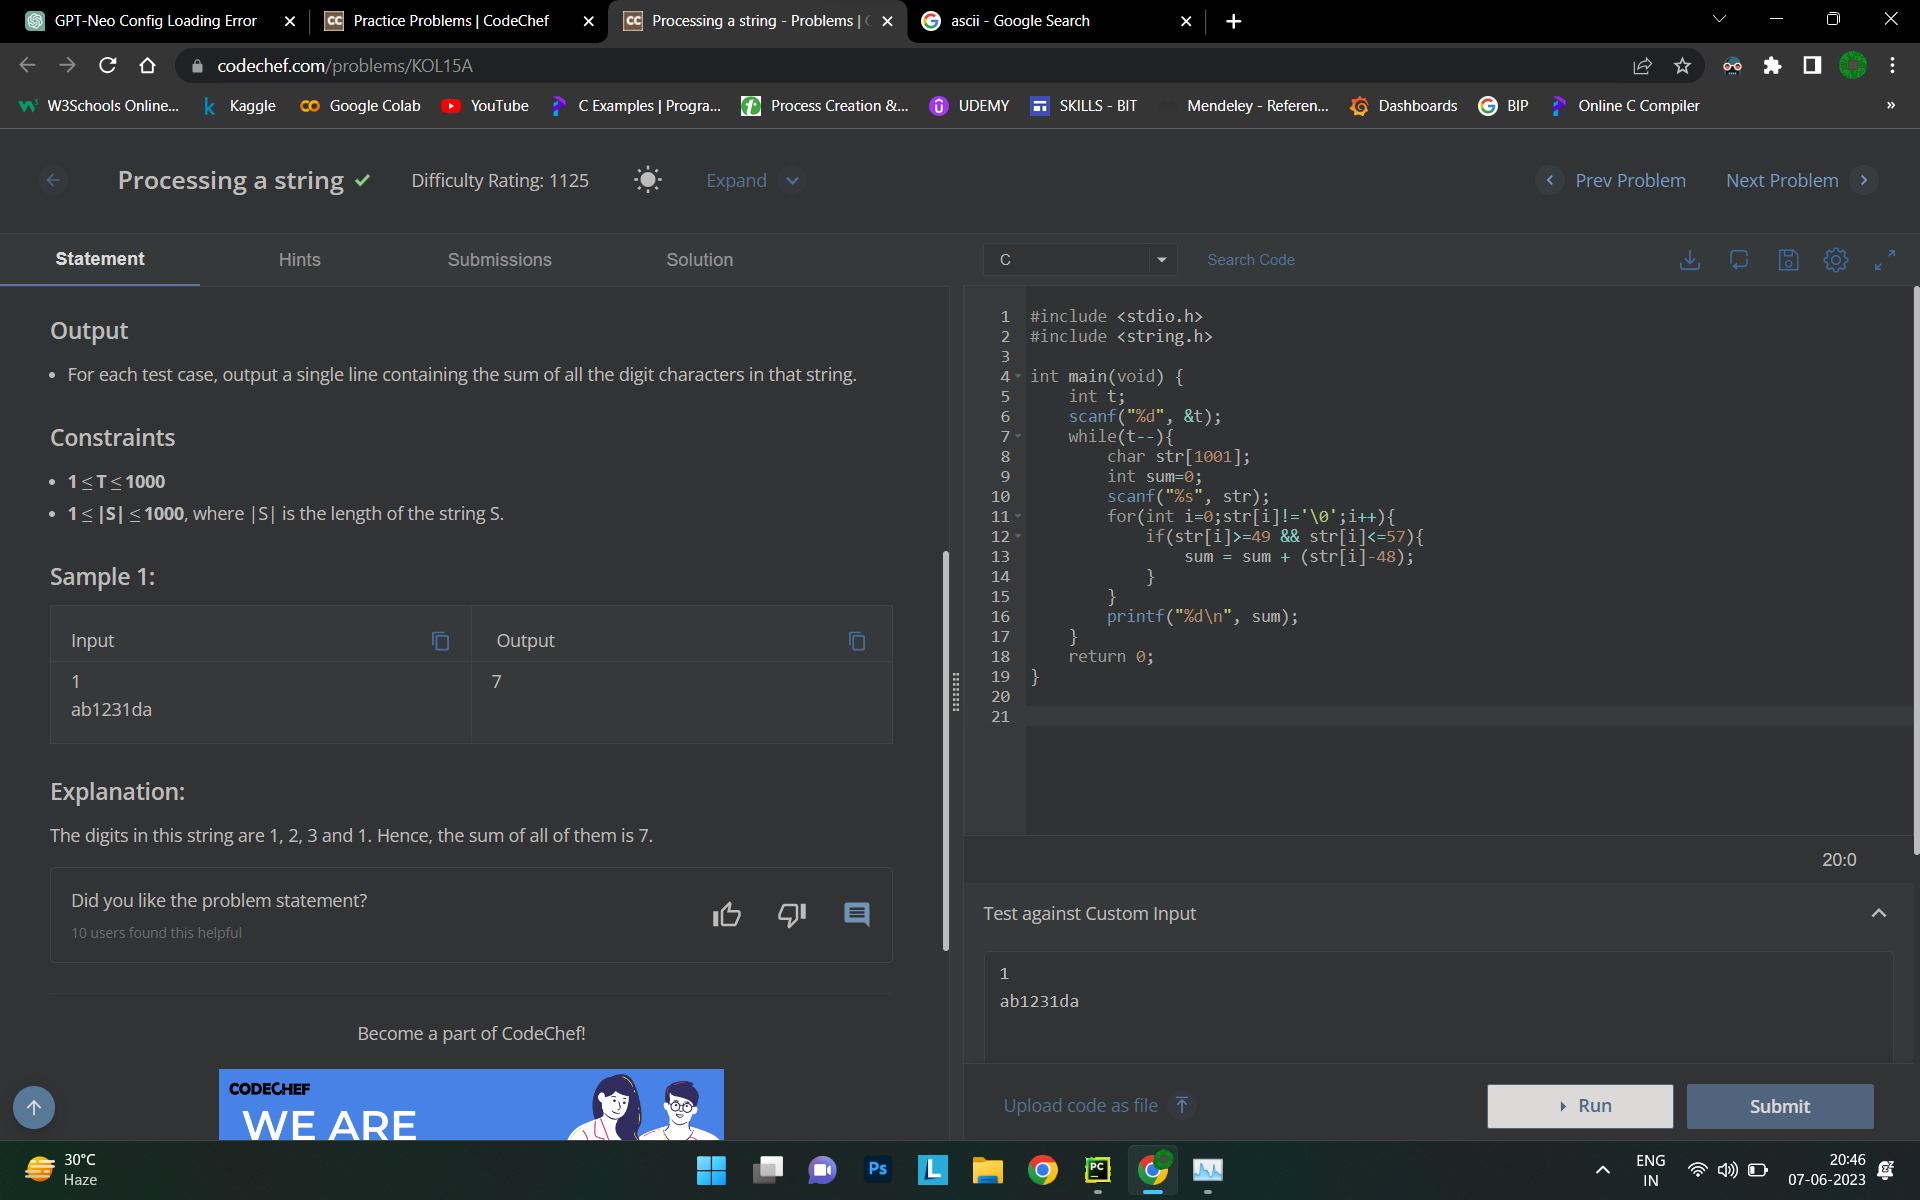 GPT-Neo Config Loading Error
Practice Problems | CodeChef
Processing a string - Problems |
ascii - Google Search
codechef.com/problems/KOL15A
W3Schools Online...
Kaggle
Google Colab
YouTube
C Examples | Progra...
Process Creation &...
UDEMY
SKILLS - BIT
Mendeley - Referen...
Dashboards
BIP
Online C Compiler
»
Processing a string
Difficulty Rating: 1125
Expand
Prev Problem
Next Problem
Statement
Hints
Submissions
Solution
Output
• For each test case, output a single line containing the sum of all the digit characters in that string.
Constraints
• 1 ≤ T ≤ 1000
• 1 ≤ |S| ≤ 1000, where |S| is the length of the string S.
Sample 1:
Input
Output
1
ab1231da
7
Explanation:
The digits in this string are 1, 2, 3 and 1. Hence, the sum of all of them is 7.
Did you like the problem statement?
10 users found this helpful
Become a part of CodeChef!
CODECHEF
WE ARE
C
Search Code
1 #include <stdio.h>
2 #include <string.h>
3
4 int main(void) {
5 int t;
6 scanf("%d", &t);
7 while(t--){
8 char str[1001];
9 int sum=0;
10 scanf("%s", str);
11 for(int i=0;str[i]!='\0';i++){
12 if(str[i]>=49 && str[i]<=57){
13 sum = sum + (str[i]-48);
14 }
15 }
16 printf("%d\n", sum);
17 }
18 return 0;
19 }
20
21
20:0
Test against Custom Input
1
ab1231da
Upload code as file
Run
Submit
30°C
Haze
Ps
L
PC
ENG
IN
20:46
07-06-2023